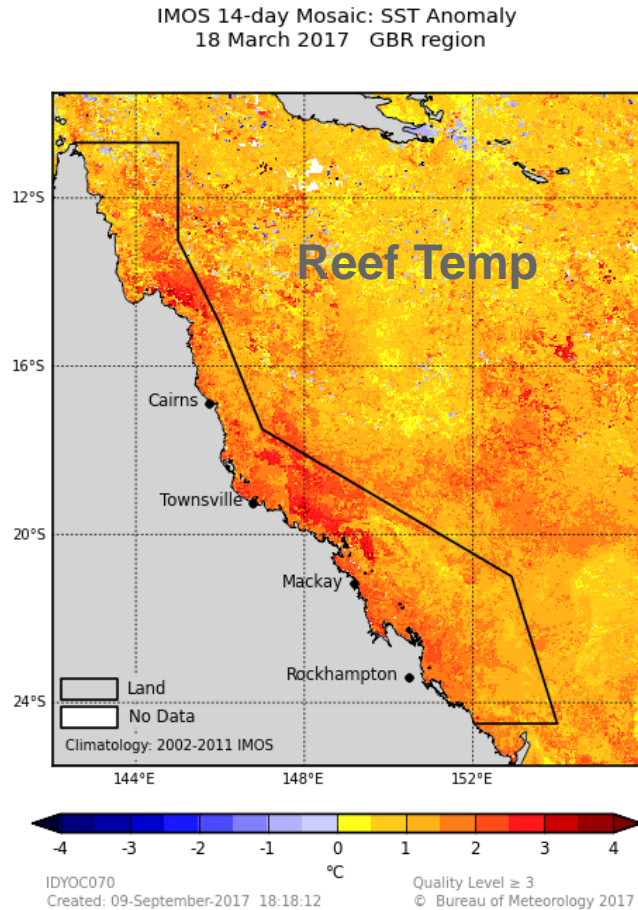 IMOS 14-day Mosaic: SST Anomaly
18 March 2017 GBR region
12°S
Reef Temp
16°S
Cairns
Townsville
20°S
Mackay
Rockhampton
Land
24°S
No Data
Climatology: 2002-2011 IMOS
144°E 148°E 152°E
-4 -3 -2 -1 0 1 2 3 4
°C
IDYOC070 Quality Level ≥ 3
Created: 09-September-2017 18:18:12 © Bureau of Meteorology 2017